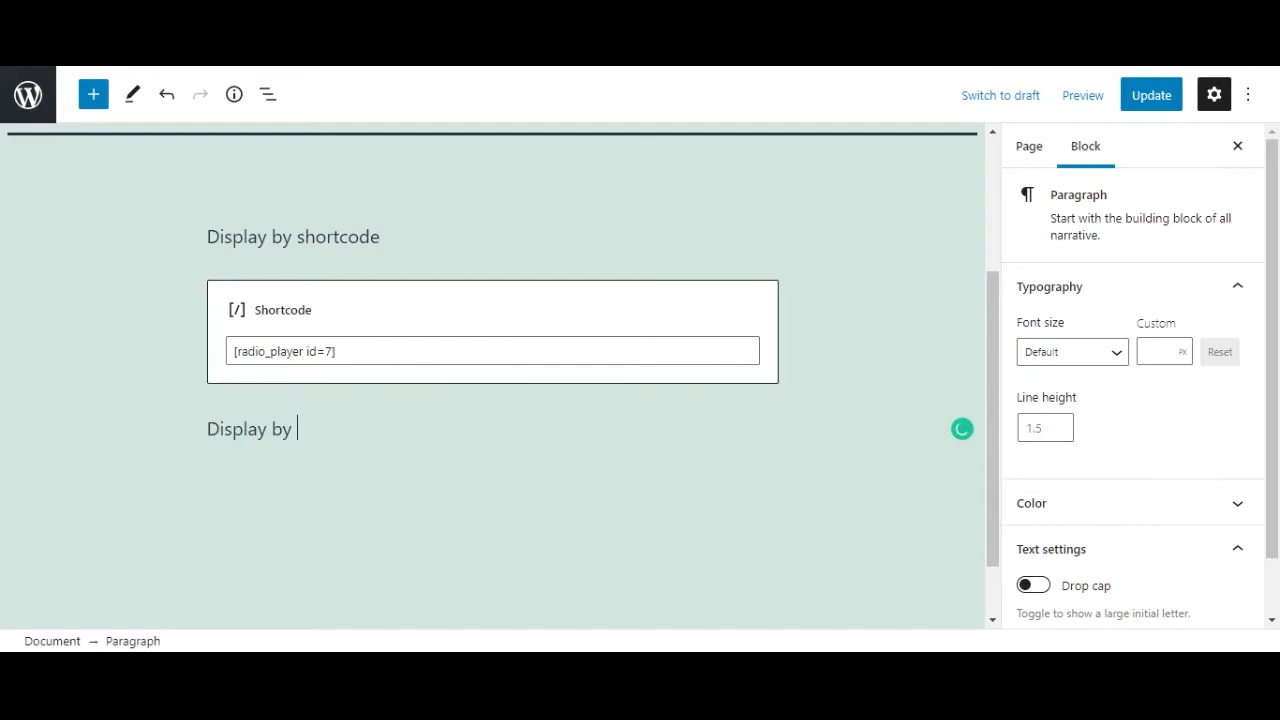 Switch to draft
Preview
Update
Page
Block
Paragraph
Start with the building block of all
narrative.
Display by shortcode
[/] Shortcode
[radio_player id=7]
Display by
Typography
Font size
Custom
Default
PX
Reset
Line height
1.5
Color
Text settings
Drop cap
Toggle to show a large initial letter.
Document → Paragraph